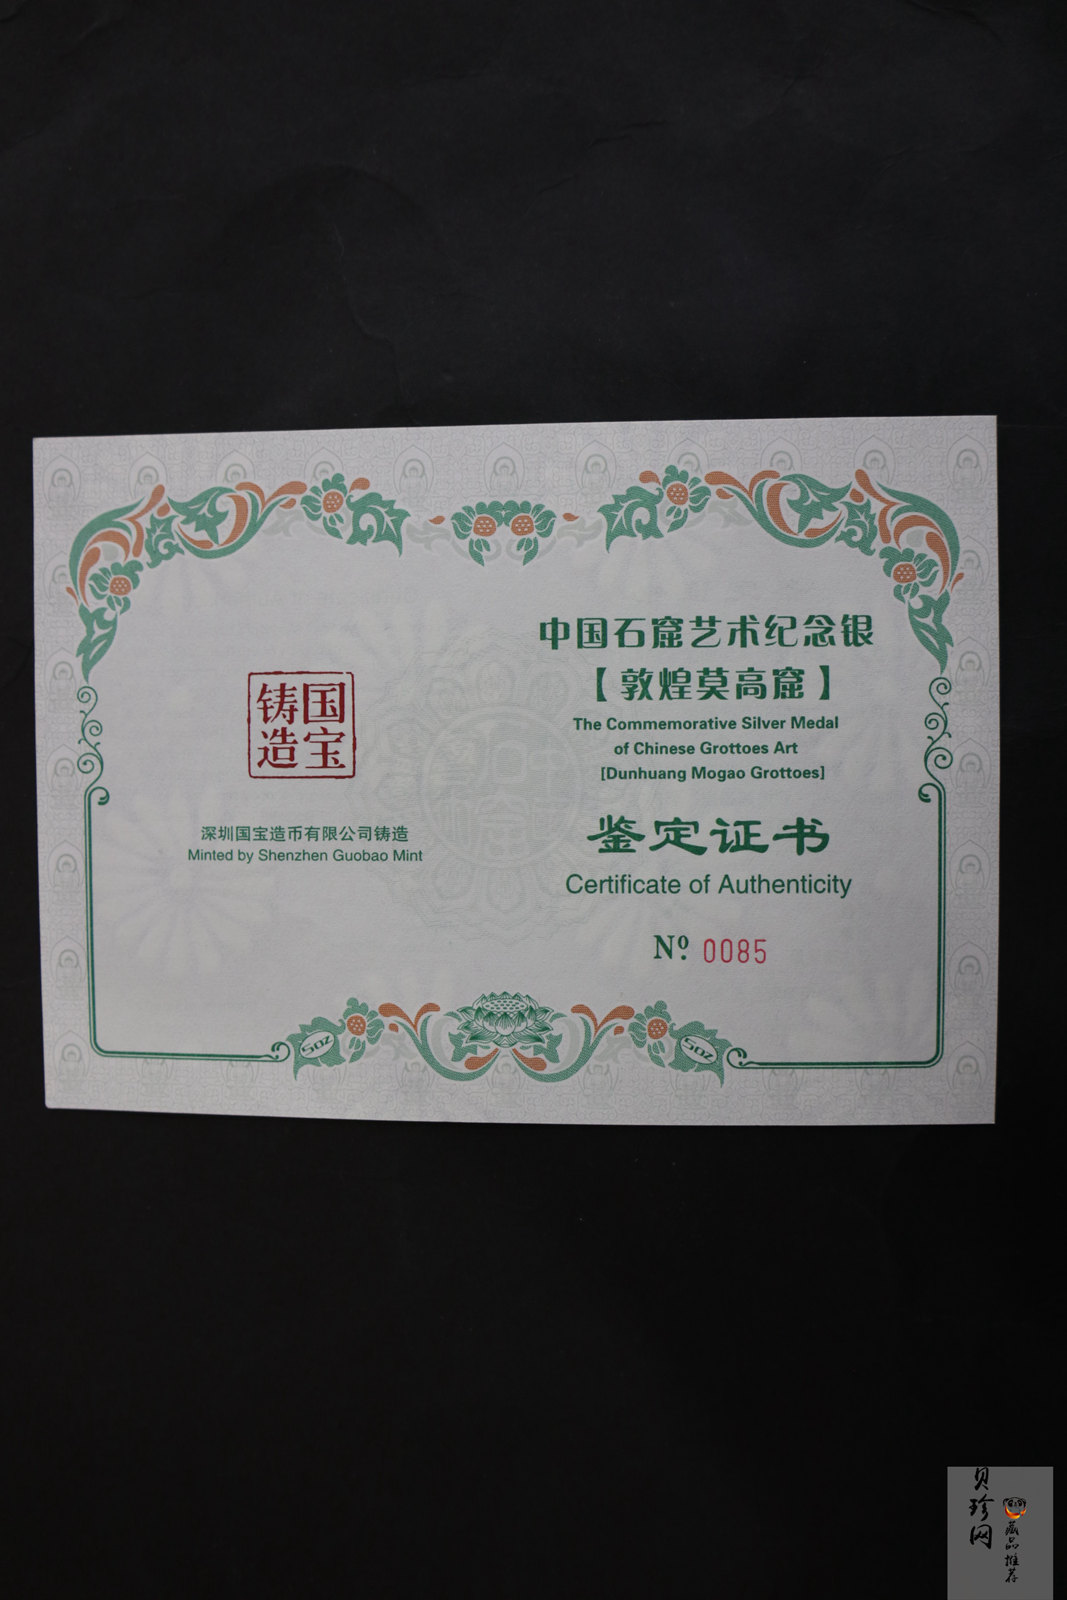 国宝
铸造
深圳国宝造币有限公司铸造
Minted by Shenzhen Guobao Mint
中国石窟艺术纪念银
【敦煌莫高窟】
The Commemorative Silver Medal
of Chinese Grottoes Art
[Dunhuang Mogao Grottoes]
鉴定证书
Certificate of Authenticity
Nº. 0085
5oz
5oz
贝珍网
藏品推荐